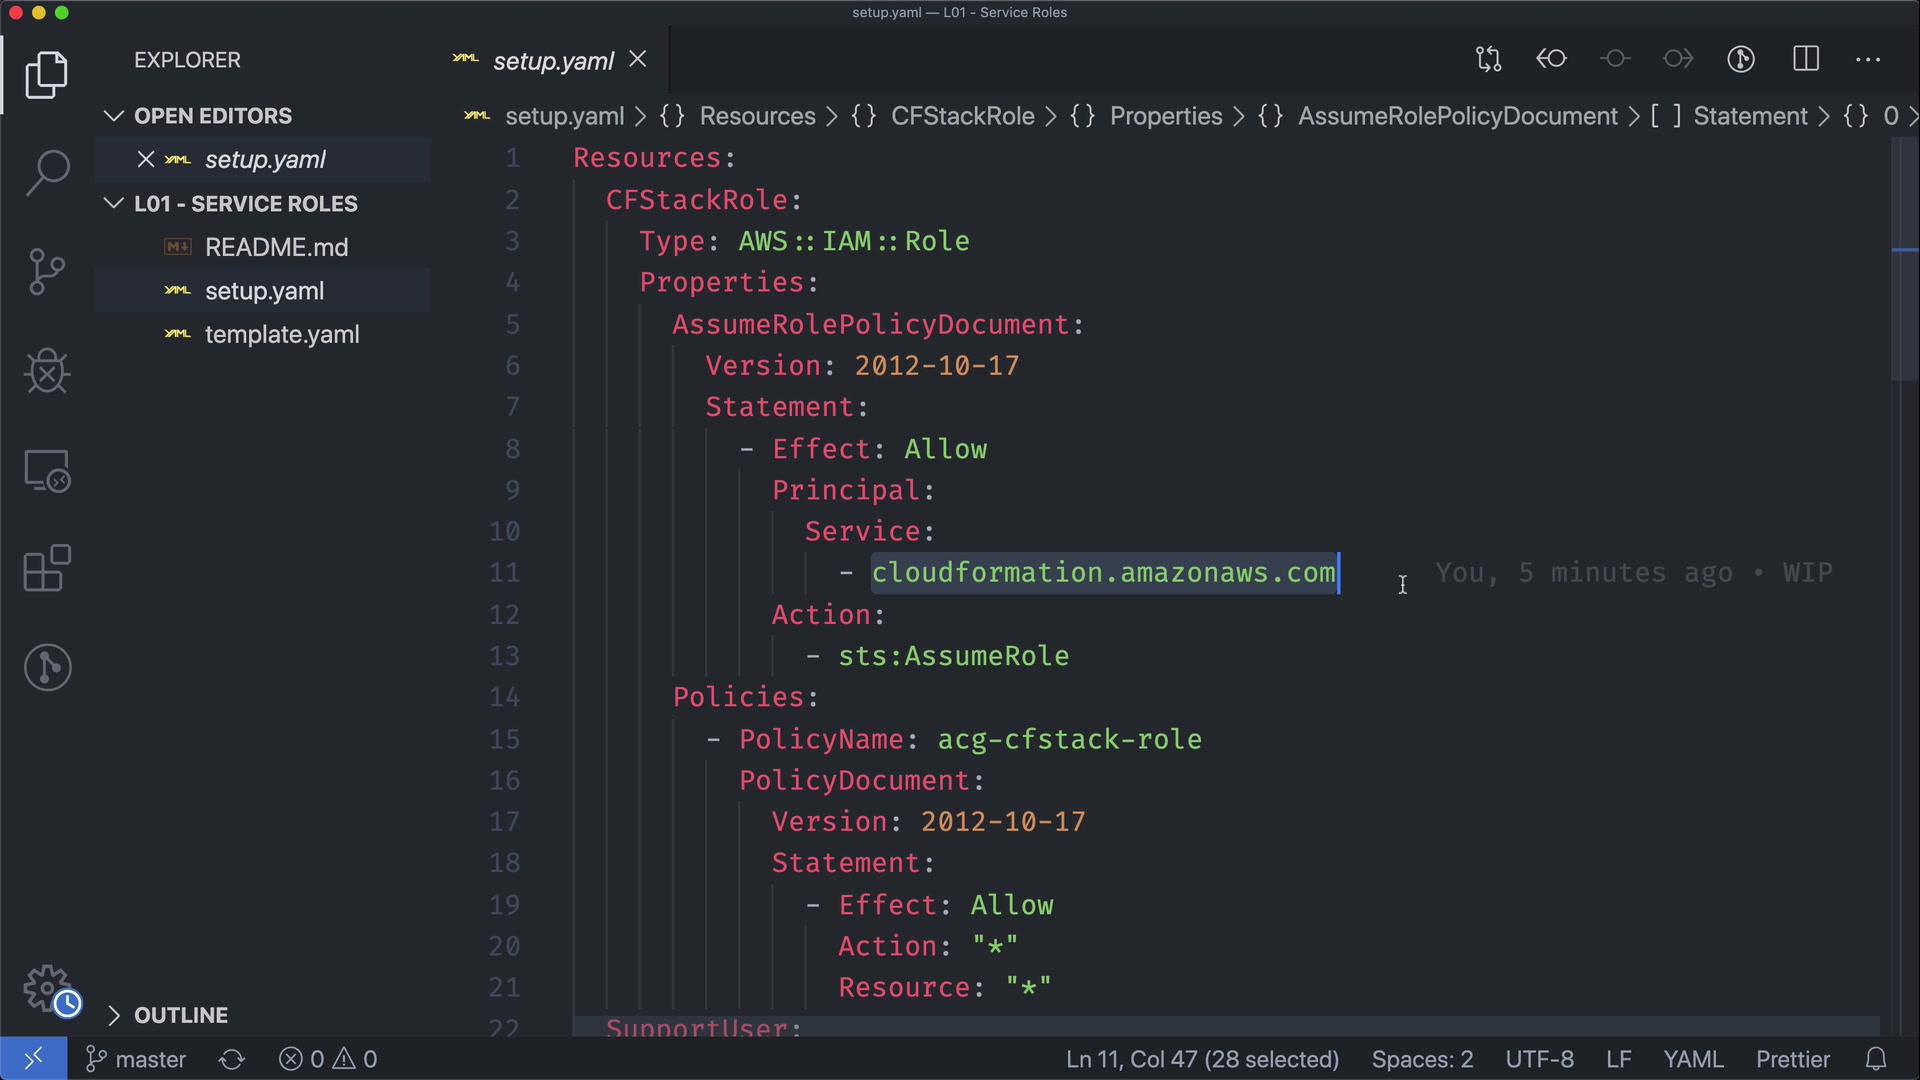 setup.yaml — L01 - Service Roles
EXPLORER
OPEN EDITORS
setup.yaml
L01 - SERVICE ROLES
README.md
setup.yaml
template.yaml
OUTLINE
setup.yaml
setup.yaml > {} Resources > {} CFStackRole > {} Properties > {} AssumeRolePolicyDocument > [ ] Statement > {} 0 >
1 Resources:
2 CFStackRole:
3 Type: AWS::IAM::Role
4 Properties:
5 AssumeRolePolicyDocument:
6 Version: 2012-10-17
7 Statement:
8 - Effect: Allow
9 Principal:
10 Service:
11 - cloudformation.amazonaws.com You, 5 minutes ago • WIP
12 Action:
13 - sts:AssumeRole
14 Policies:
15 - PolicyName: acg-cfstack-role
16 PolicyDocument:
17 Version: 2012-10-17
18 Statement:
19 - Effect: Allow
20 Action: "*"
21 Resource: "*"
22 SupportUser:
master 0 0 Ln 11, Col 47 (28 selected) Spaces: 2 UTF-8 LF YAML Prettier